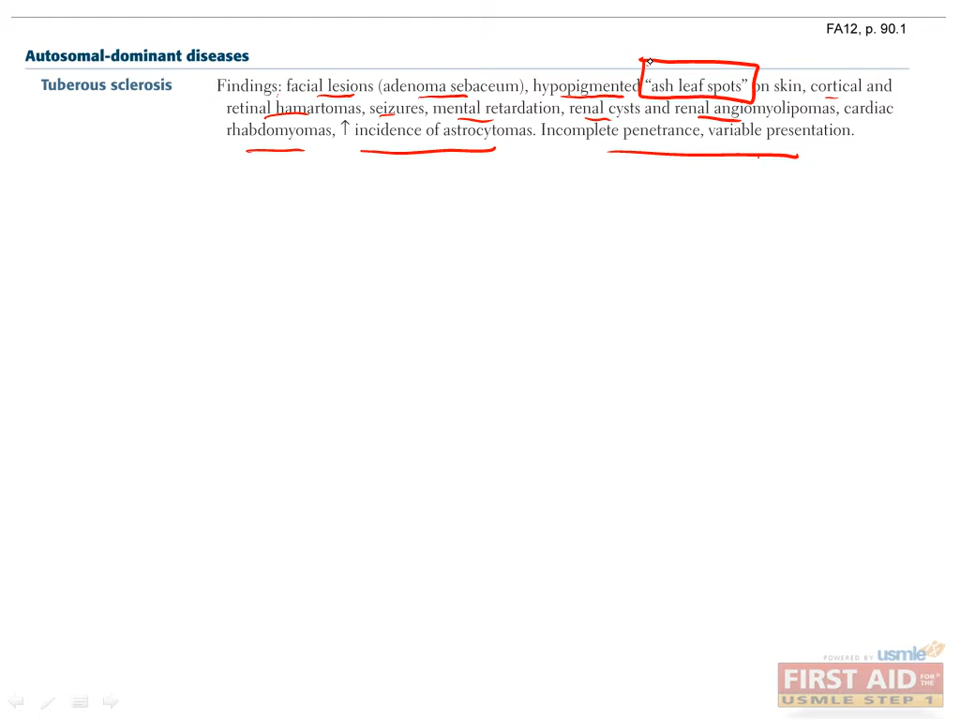 FA12, p. 90.1
Autosomal-dominant diseases
Tuberous sclerosis Findings: facial lesions (adenoma sebaceum), hypopigmented “ash leaf spots” on skin, cortical and
retinal hamartomas, seizures, mental retardation, renal cysts and renal angiomyolipomas, cardiac
rhabdomyomas, ↑ incidence of astrocytomas. Incomplete penetrance, variable presentation.
POWERED BY usmle Rx
FIRST AID FOR THE®
USMLE STEP 1